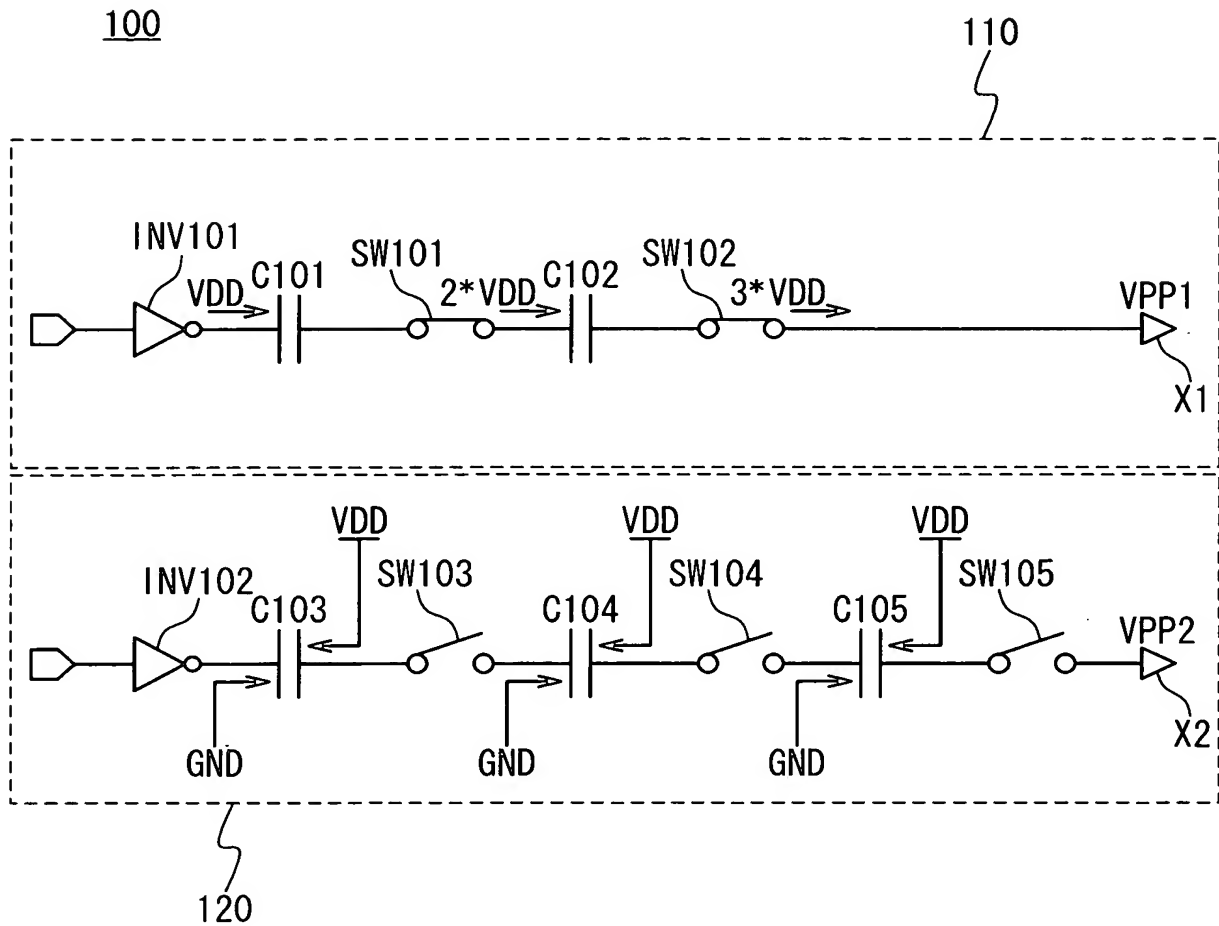 100
110
INV101
VDD
C101
SW101
2*VDD
C102
SW102
3*VDD
VPP1
X1
VDD
VDD
VDD
INV102
C103
SW103
C104
SW104
C105
SW105
VPP2
X2
GND
GND
GND
120